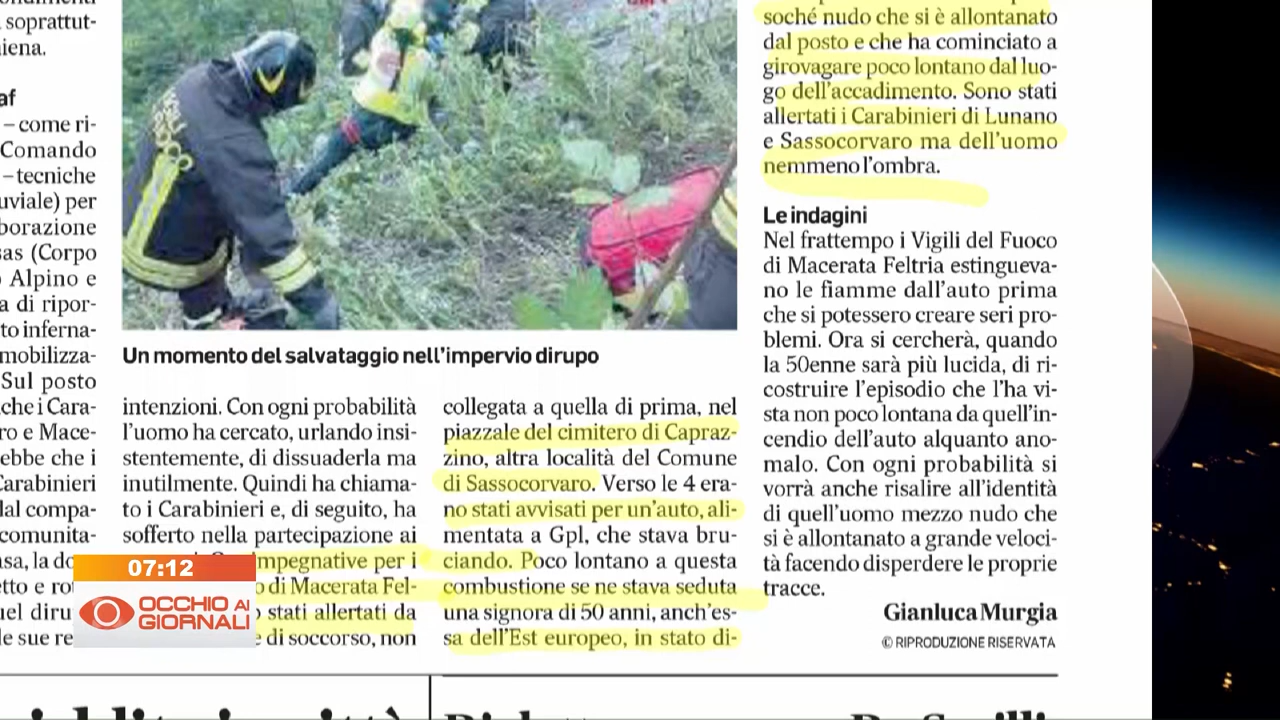 soprattut-
iena.
af
– come ri-
Comando
– tecniche
uviale) per
borazione
sas (Corpo
Alpino e
a di ripor-
to inferna-
mobilizza-
Sul posto
che i Cara-
ro e Mace-
ebbe che i
Carabinieri
dal compa-
comunita-
asa, la do
etto e ro
uel diru
le sue re
Un momento del salvataggio nell'impervio dirupo
intenzioni. Con ogni probabilità
l'uomo ha cercato, urlando insi-
stentemente, di dissuaderla ma
inutilmente. Quindi ha chiama-
to i Carabinieri e, di seguito, ha
sofferto nella partecipazione ai
impegnative per i
di Macerata Fel-
stati allertati da
e di soccorso, non
collegata a quella di prima, nel
piazzale del cimitero di Capraz-
zino, altra località del Comune
di Sassocorvaro. Verso le 4 era-
no stati avvisati per un'auto, ali-
mentata a Gpl, che stava bru-
ciando. Poco lontano a questa
combustione se ne stava seduta
una signora di 50 anni, anch'es-
sa dell'Est europeo, in stato di-
soché nudo che si è allontanato
dal posto e che ha cominciato a
girovagare poco lontano dal luo-
go dell'accadimento. Sono stati
allertati i Carabinieri di Lunano
e Sassocorvaro ma dell'uomo
nemmeno l'ombra.
Le indagini
Nel frattempo i Vigili del Fuoco
di Macerata Feltria estingueva-
no le fiamme dall'auto prima
che si potessero creare seri pro-
blemi. Ora si cercherà, quando
la 50enne sarà più lucida, di ri-
costruire l'episodio che l'ha vi-
sta non poco lontana da quell'in-
cendio dell'auto alquanto ano-
malo. Con ogni probabilità si
vorrà anche risalire all'identità
di quell'uomo mezzo nudo che
si è allontanato a grande veloci-
tà facendo disperdere le proprie
tracce.
Gianluca Murgia
© RIPRODUZIONE RISERVATA
07:12
OCCHIO AI
GIORNALI